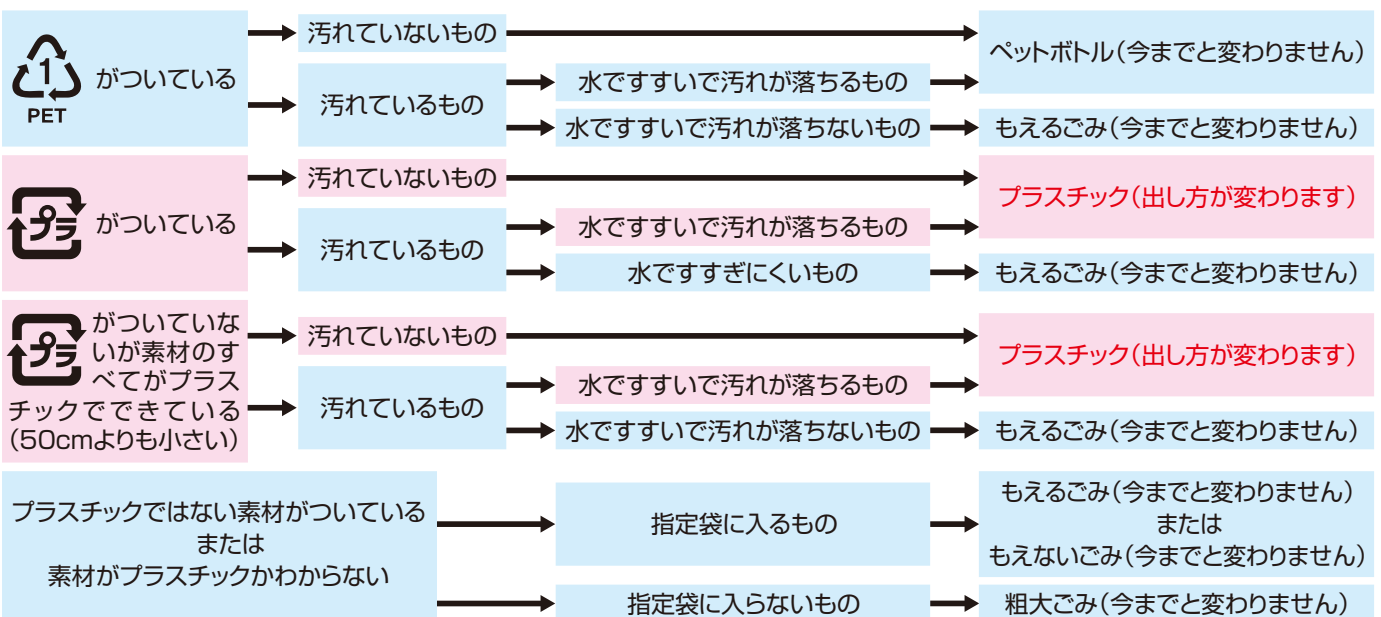 1
PET
がついている
汚れていないもの
ペットボトル(今までと変わりません)
汚れているもの
水ですすいで汚れが落ちるもの
水ですすいで汚れが落ちないもの
もえるごみ(今までと変わりません)
プラ
がついている
汚れていないもの
プラスチック(出し方が変わります)
汚れているもの
水ですすいで汚れが落ちるもの
水ですすぎにくいもの
もえるごみ(今までと変わりません)
プラ
がついていな
いが素材のす
べてがプラス
チックでできている
(50cmよりも小さい)
汚れていないもの
プラスチック(出し方が変わります)
汚れているもの
水ですすいで汚れが落ちるもの
水ですすいで汚れが落ちないもの
もえるごみ(今までと変わりません)
プラスチックではない素材がついている
または
素材がプラスチックかわからない
指定袋に入るもの
もえるごみ(今までと変わりません)
または
もえないごみ(今までと変わりません)
指定袋に入らないもの
粗大ごみ(今までと変わりません)